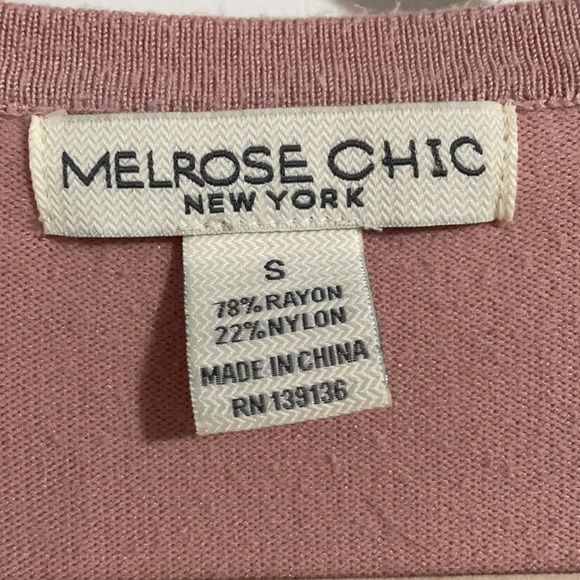 MELROSE CHIC
NEW YORK
S
78% RAYON
22% NYLON
MADE IN CHINA
RN 139136